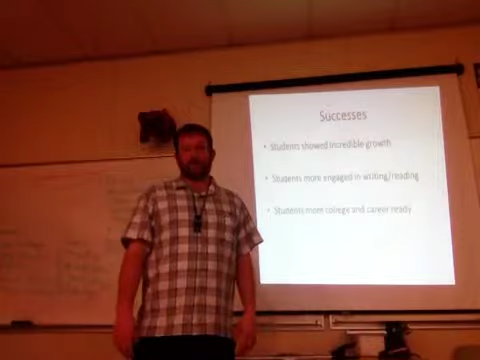 Successes
• Students showed incredible growth
• Students more engaged in writing/reading
• Students more college and career ready